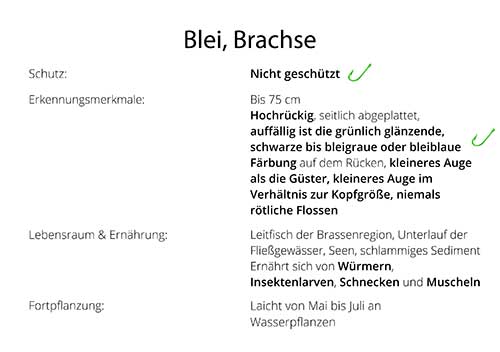 Blei, Brachse
Schutz: Nicht geschützt
Erkennungsmerkmale: Bis 75 cm
Hochrückig, seitlich abgeplattet,
auffällig ist die grünlich glänzende,
schwarze bis bleigraue oder bleiblaue
Färbung auf dem Rücken, kleineres Auge
als die Güster, kleineres Auge im
Verhältnis zur Kopfgröße, niemals
rötliche Flossen
Lebensraum & Ernährung: Leitfisch der Brassenregion, Unterlauf der
Fließgewässer, Seen, schlammiges Sediment
Ernährt sich von Würmern,
Insektenlarven, Schnecken und Muscheln
Fortpflanzung: Laicht von Mai bis Juli an
Wasserpflanzen